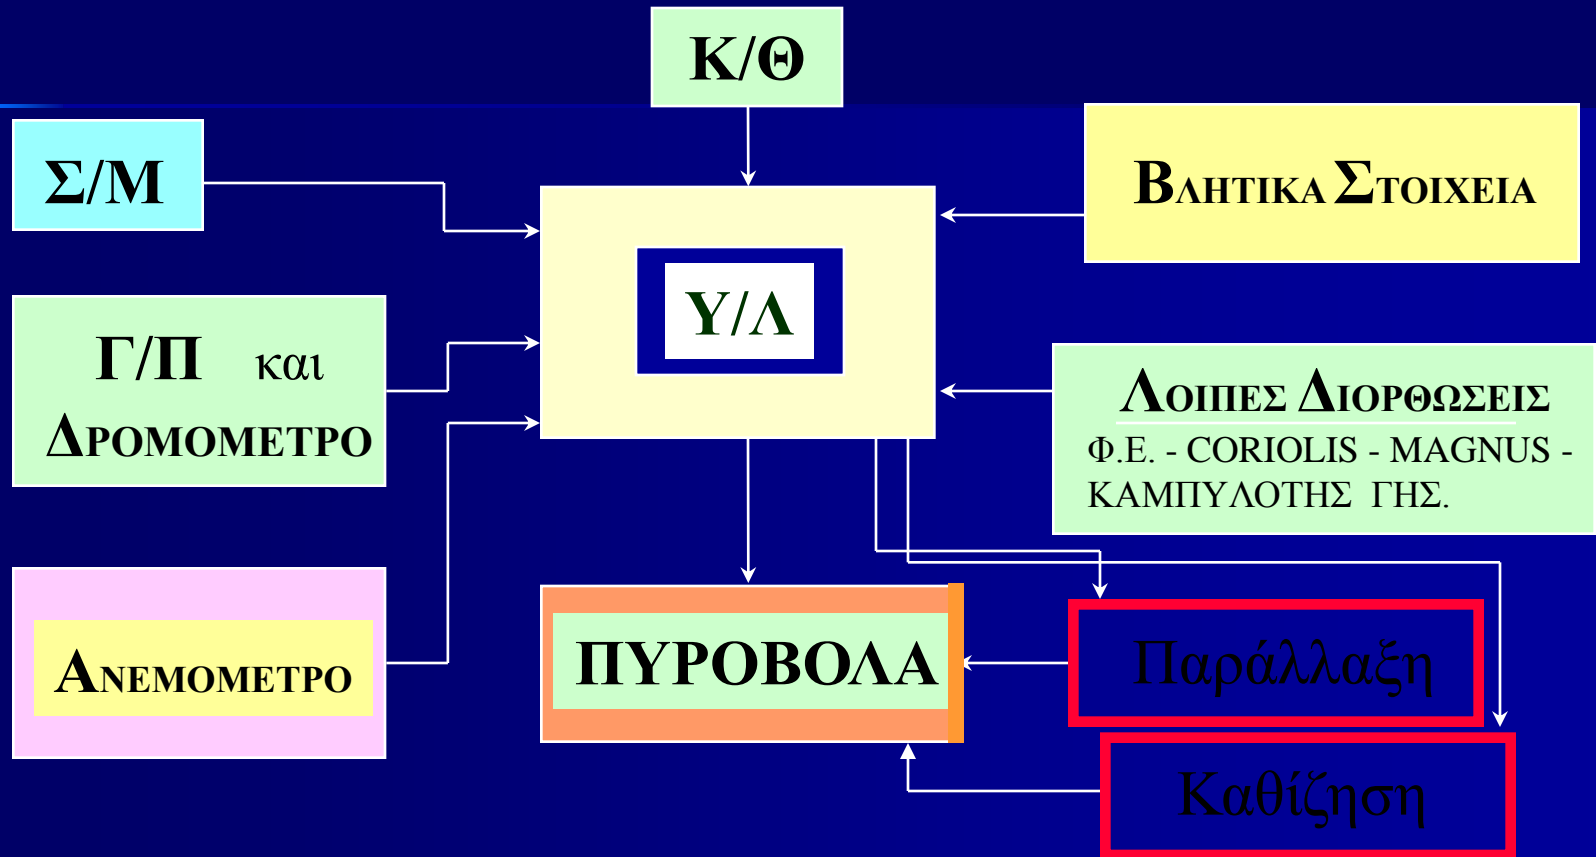 Κ/Θ
Σ/Μ
ΒΛΗΤΙΚΑ ΣΤΟΙΧΕΙΑ
Υ/Λ
Γ/Π και
ΔΡΟΜΟΜΕΤΡΟ
ΛΟΙΠΕΣ ΔΙΟΡΘΩΣΕΙΣ
Φ.Ε. - CORIOLIS - MAGNUS -
ΚΑΜΠΥΛΟΤΗΣ ΓΗΣ.
ΑΝΕΜΟΜΕΤΡΟ
ΠΥΡΟΒΟΛΑ
Παράλλαξη
Καθίζηση